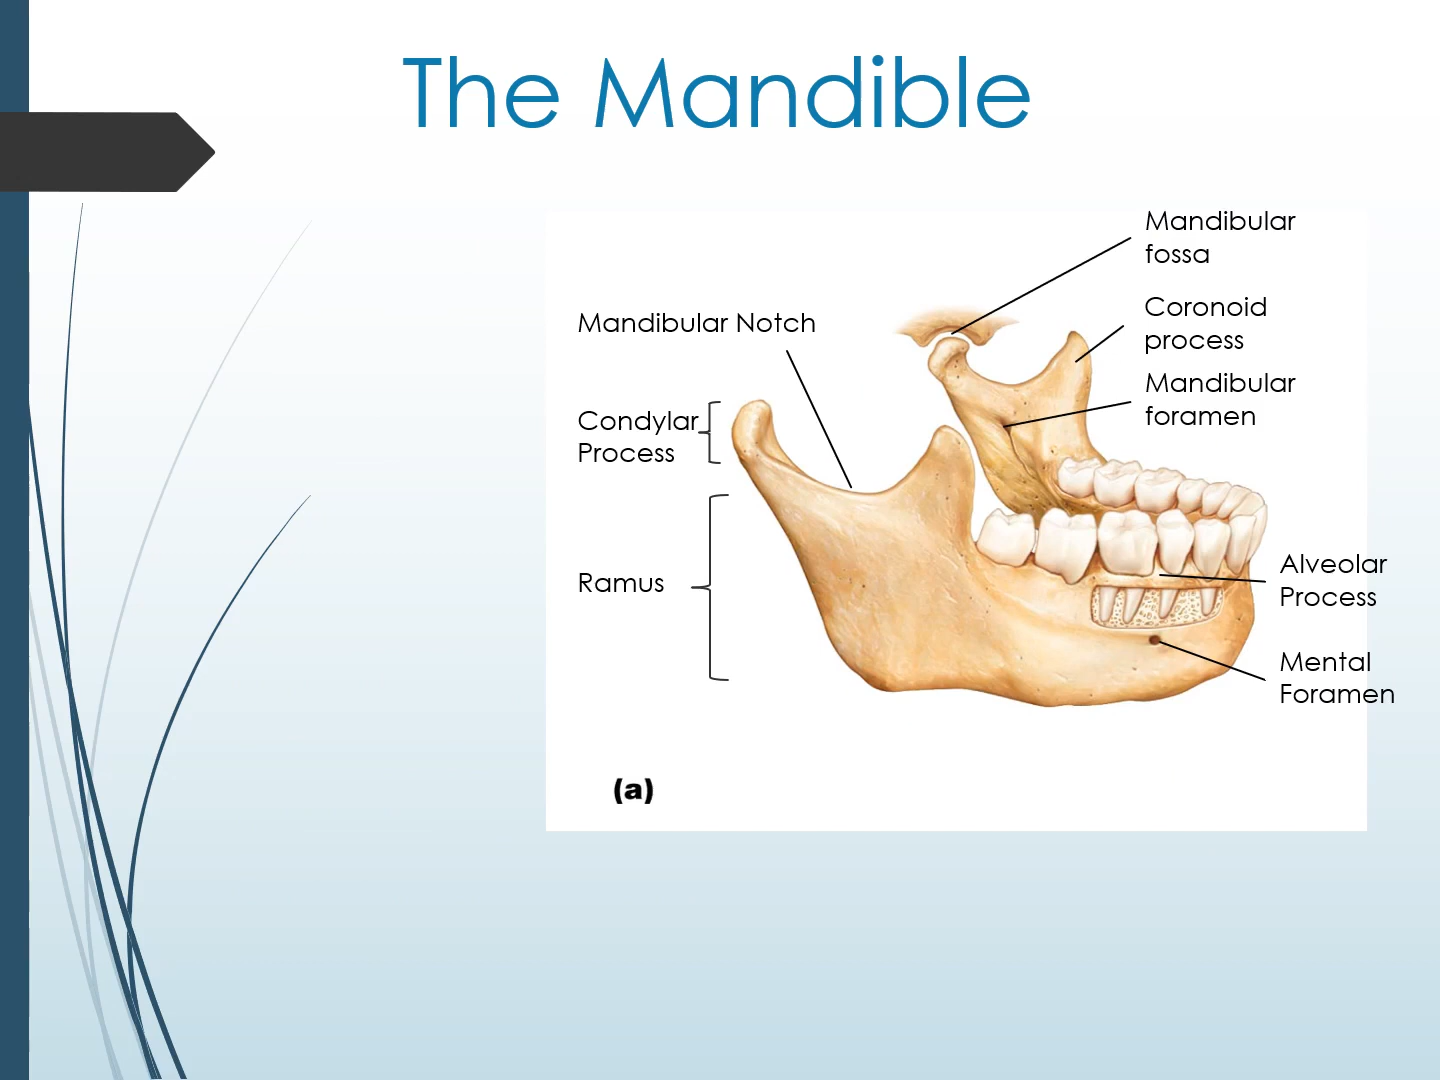 The Mandible
Mandibular
fossa
Coronoid
process
Mandibular Notch
Mandibular
foramen
Condylar
Process
Alveolar
Process
Ramus
Mental
Foramen
(a)